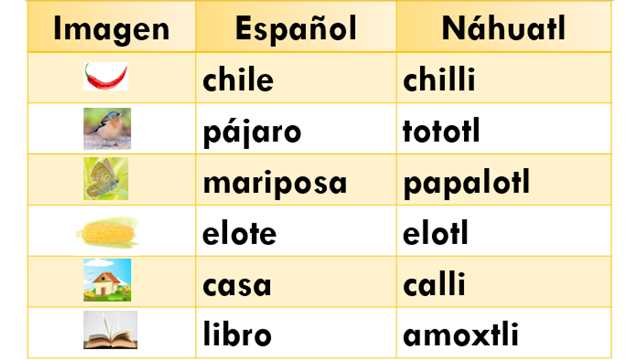 Imagen Español Náhuatl
chile chilli
pájaro tototl
mariposa papalotl
elote elotl
casa calli
libro amoxtli